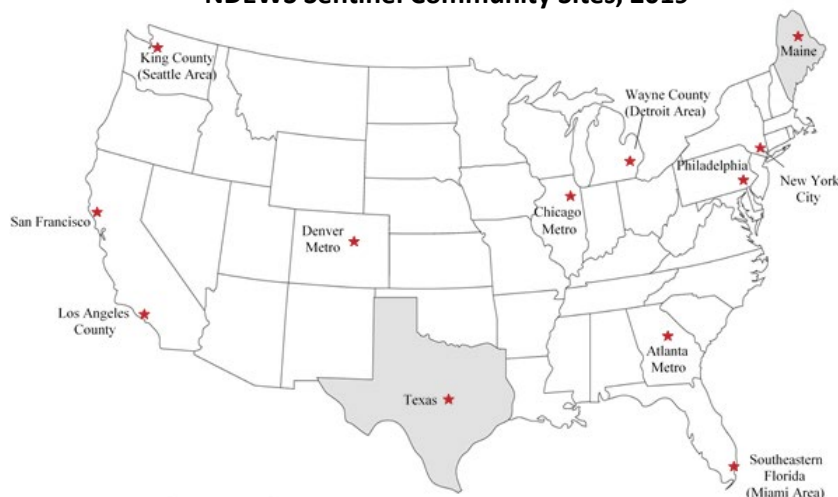 NDEWS Sentinel Community Sites, 2015
King County
(Seattle Area)
Maine
Wayne County
(Detroit Area)
Philadelphia
New York
City
San Francisco
Denver
Metro
Chicago
Metro
Los Angeles
County
Atlanta
Metro
Texas
Southeastern
Florida
(Miami Area)